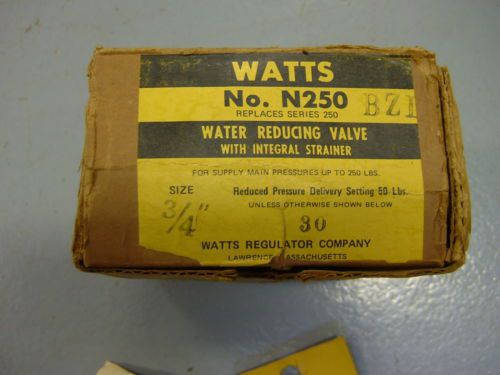 WATTS
No. N250 BZ1
REPLACES SERIES 250
WATER REDUCING VALVE
WITH INTEGRAL STRAINER
FOR SUPPLY MAIN PRESSURES UP TO 250 LBS.
SIZE Reduced Pressure Delivery Setting 50 Lbs.
UNLESS OTHERWISE SHOWN BELOW
3/4" 30
WATTS REGULATOR COMPANY
LAWRENCE, MASSACHUSETTS